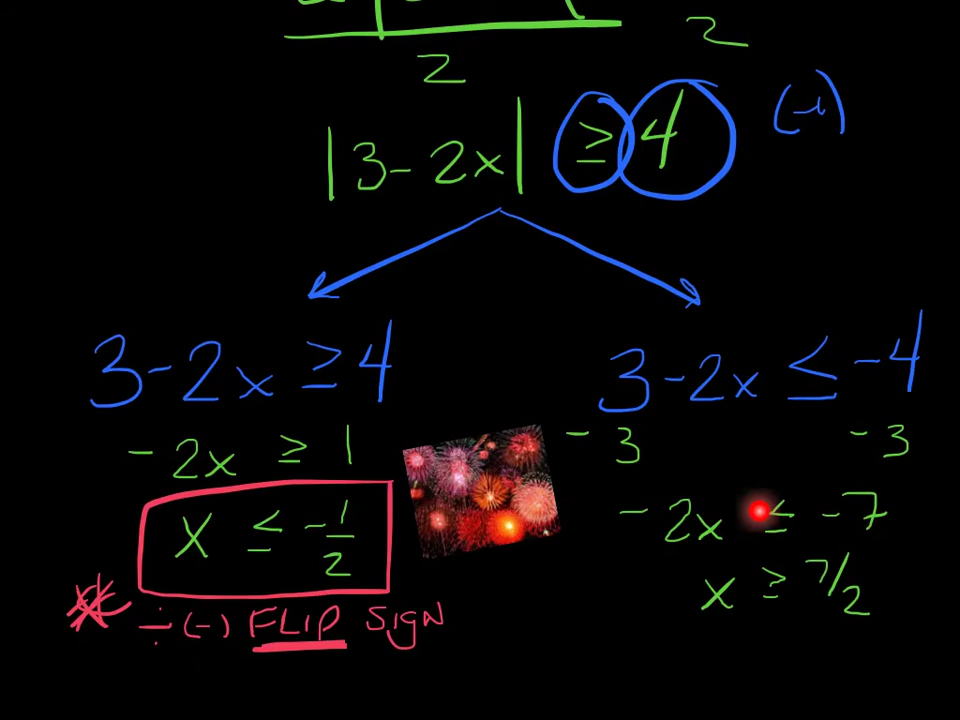 2 2
|3-2x| ≥ 4 (-1)
3-2x ≥ 4 3-2x ≤ -4
-2x ≥ 1 -3 -3
x ≤ -1/2 -2x ≤ -7
x ≥ 7/2
÷(-) FLIP SIGN